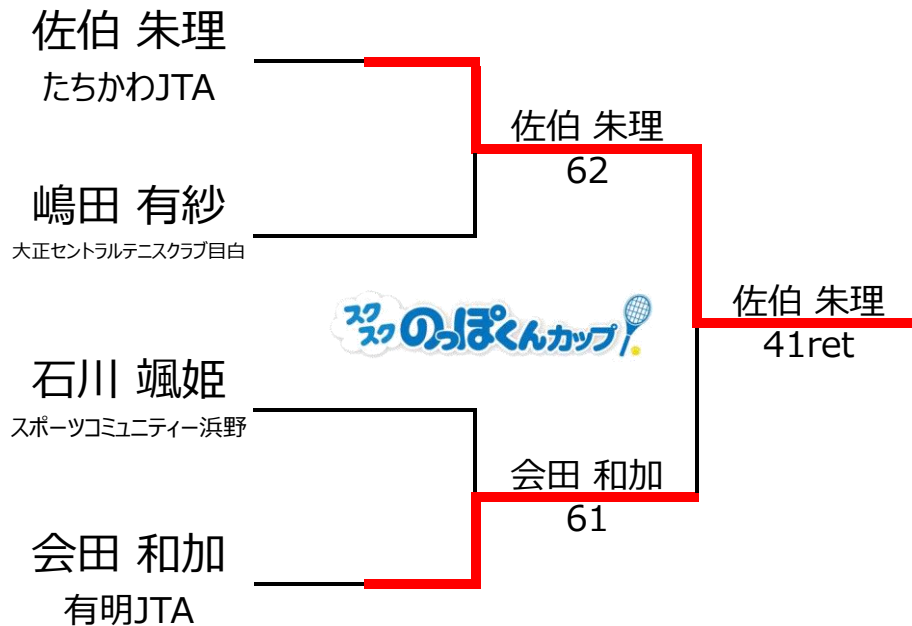 佐伯 朱理
たちかわJTA
佐伯 朱理
62
嶋田 有紗
大正セントラルテニスクラブ目白
スクスク のっぽくんカップ
佐伯 朱理
41ret
石川 颯姫
スポーツコミュニティー浜野
会田 和加
61
会田 和加
有明JTA